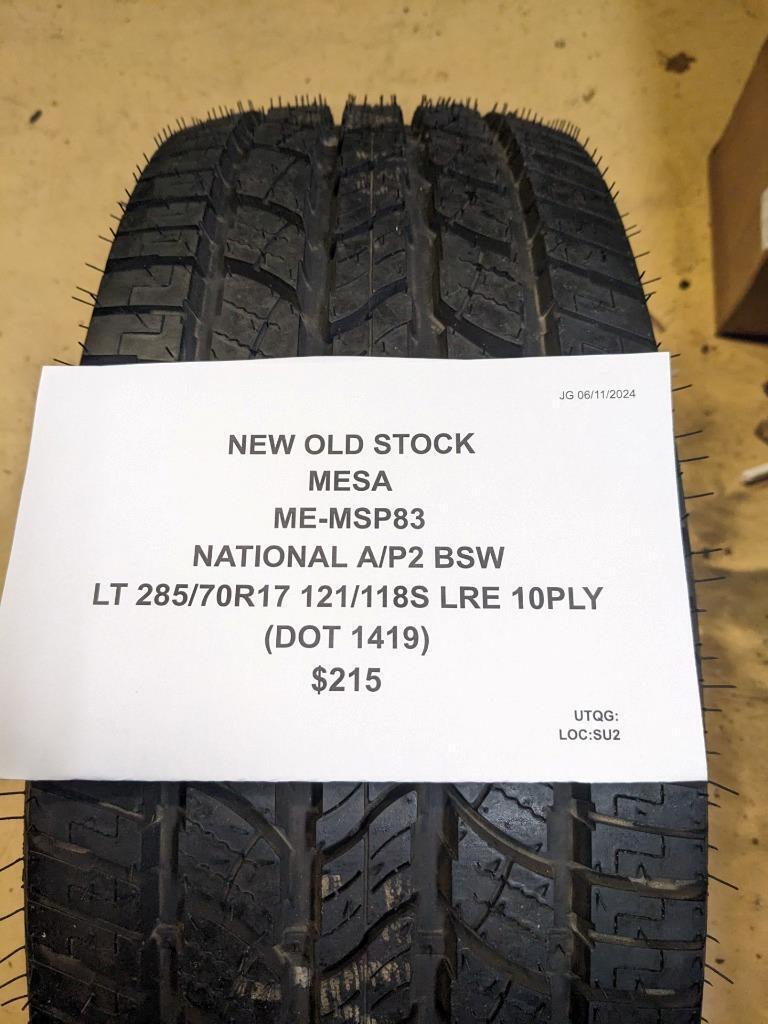 JG 06/11/2024
NEW OLD STOCK
MESA
ME-MSP83
NATIONAL A/P2 BSW
LT 285/70R17 121/118S LRE 10PLY
(DOT 1419)
$215
UTQG:
LOC:SU2